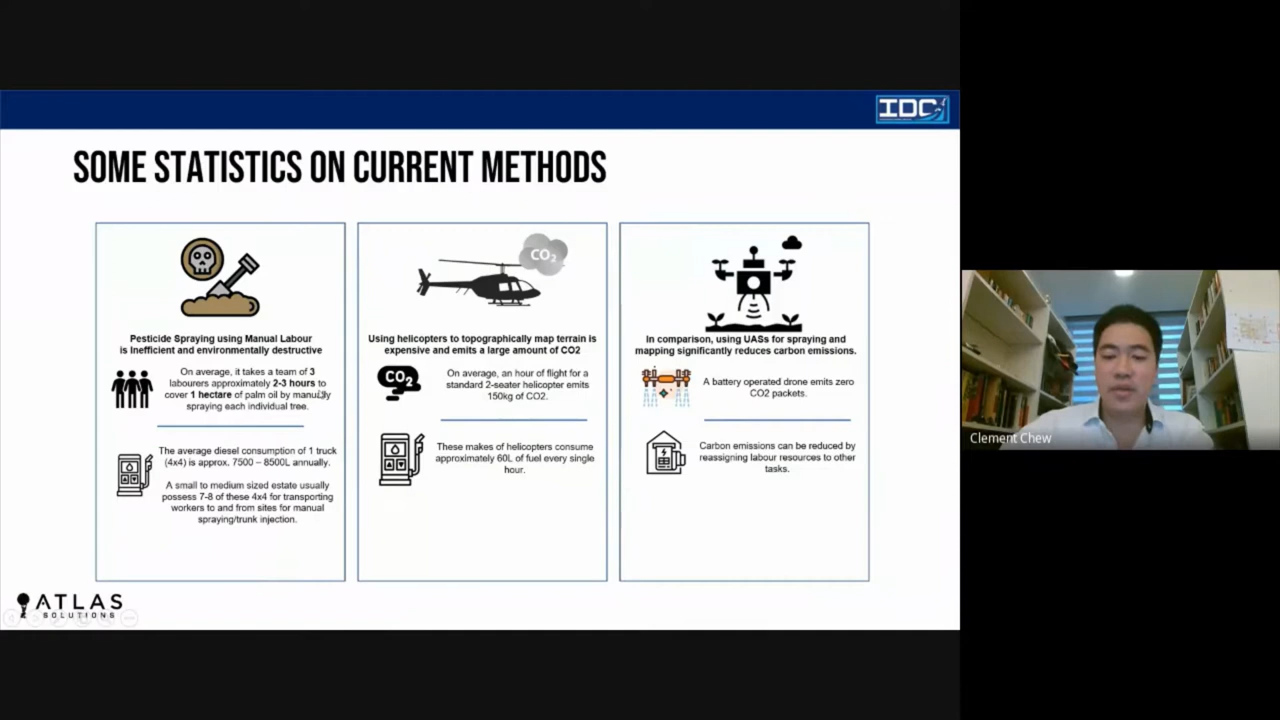 IDC
SOME STATISTICS ON CURRENT METHODS
Pesticide Spraying using Manual Labour
is Inefficient and environmentally destructive
On average, it takes a team of 3
labourers approximately 2-3 hours to
cover 1 hectare of palm oil by manually
spraying each individual tree.
The average diesel consumption of 1 truck
(4x4) is approx. 7500 – 8500L annually.
A small to medium sized estate usually
possess 7-8 of these 4x4 for transporting
workers to and from sites for manual
spraying/trunk injection.
CO2
Using helicopters to topographically map terrain is
expensive and emits a large amount of CO2
CO2
On average, an hour of flight for a
standard 2-seater helicopter emits
150kg of CO2.
These makes of helicopters consume
approximately 60L of fuel every single
hour.
In comparison, using UASs for spraying and
mapping significantly reduces carbon emissions.
A battery operated drone emits zero
CO2 packets.
Carbon emissions can be reduced by
reassigning labour resources to other
tasks.
ATLAS
SOLUTIONS
Clement Chew